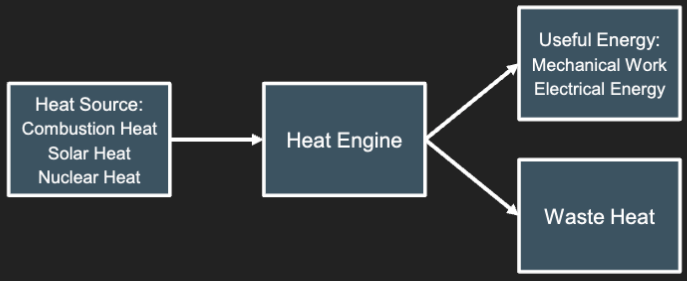 Heat Source:
Combustion Heat
Solar Heat
Nuclear Heat
Heat Engine
Useful Energy:
Mechanical Work
Electrical Energy
Waste Heat